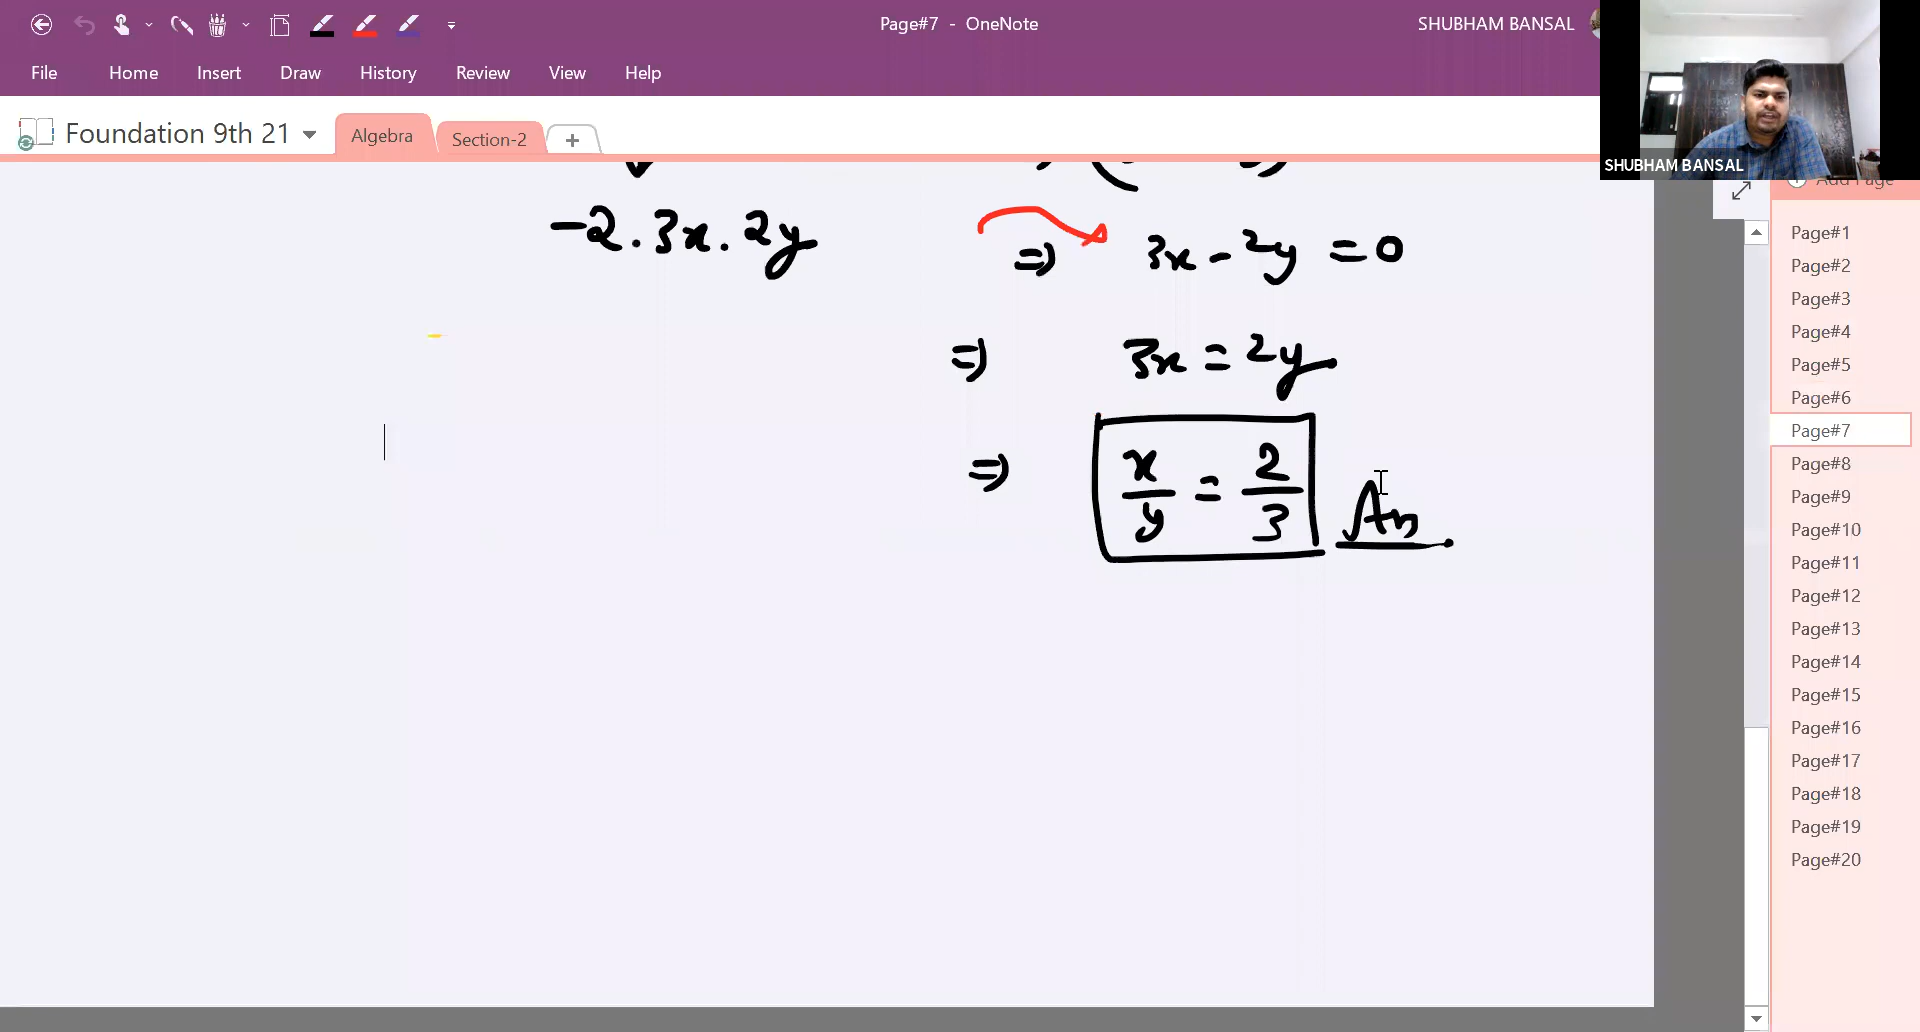 Page#7 - OneNote
SHUBHAM BANSAL
File Home Insert Draw History Review View Help
Foundation 9th 21
Algebra
Section-2
+
SHUBHAM BANSAL
Add Page
-2.3x.2y
=> 3x - 2y = 0
=> 3x = 2y
=> x/y = 2/3 An
Page#1
Page#2
Page#3
Page#4
Page#5
Page#6
Page#7
Page#8
Page#9
Page#10
Page#11
Page#12
Page#13
Page#14
Page#15
Page#16
Page#17
Page#18
Page#19
Page#20